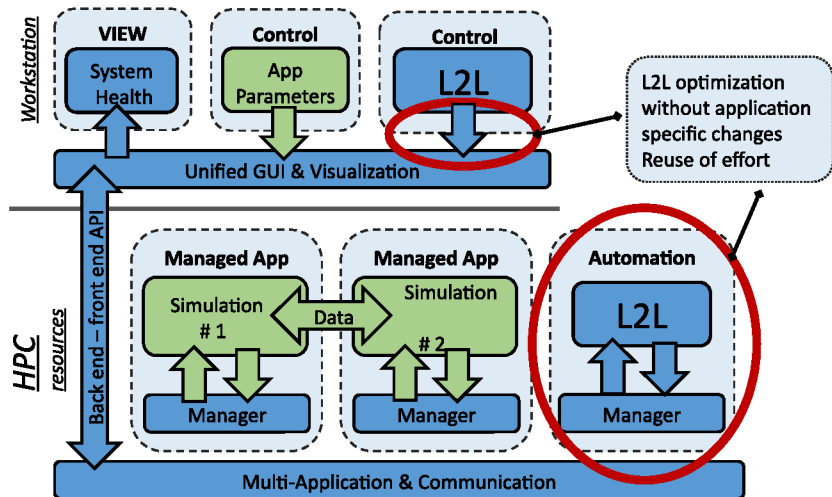 Workstation
VIEW
System
Health
Control
App
Parameters
Control
L2L
L2L optimization
without application
specific changes
Reuse of effort
Unified GUI & Visualization
HPC
resources
Back end – front end API
Managed App
Simulation
# 1
Data
Manager
Managed App
Simulation
# 2
Manager
Automation
L2L
Manager
Multi-Application & Communication